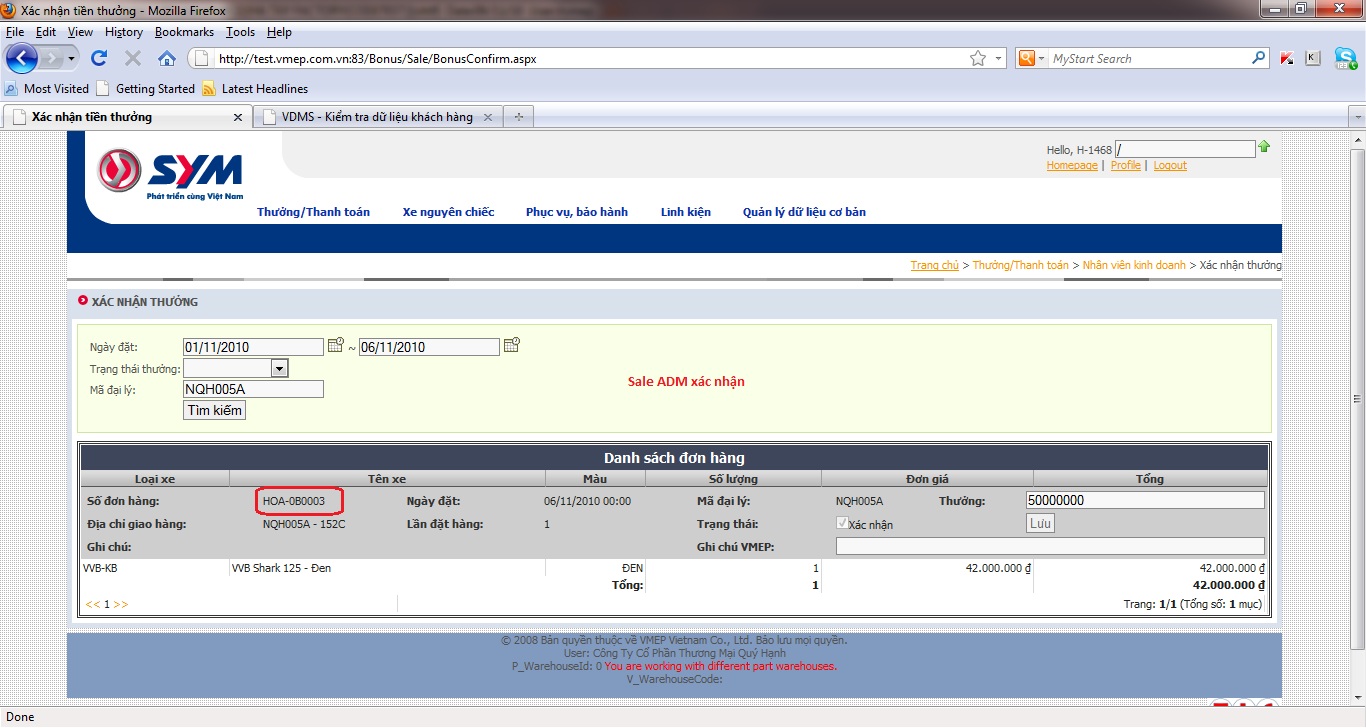 Xác nhận tiền thưởng - Mozilla Firefox
File Edit View History Bookmarks Tools Help
http://test.vmep.com.vn:83/Bonus/Sale/BonusConfirm.aspx
MyStart Search
Most Visited Getting Started Latest Headlines
Xác nhận tiền thưởng
VDMS - Kiểm tra dữ liệu khách hàng
SYM
Phát triển cùng Việt Nam
Hello, H-1468 /
Homepage | Profile | Logout
Thưởng/Thanh toán Xe nguyên chiếc Phục vụ, bảo hành Linh kiện Quản lý dữ liệu cơ bản
Trang chủ > Thưởng/Thanh toán > Nhân viên kinh doanh > Xác nhận thưởng
XÁC NHẬN THƯỞNG
Ngày đặt: 01/11/2010 ~ 06/11/2010
Trạng thái thưởng:
Mã đại lý: NQH005A
Tìm kiếm
Sale ADM xác nhận
Danh sách đơn hàng
Loại xe Tên xe Màu Số lượng Đơn giá Tổng
Số đơn hàng: HOA-0B0003 Ngày đặt: 06/11/2010 00:00 Mã đại lý: NQH005A Thưởng: 50000000
Địa chỉ giao hàng: NQH005A - 152C Lần đặt hàng: 1 Trạng thái: Xác nhận Lưu
Ghi chú: Ghi chú VMEP:
VVB-KB VVB Shark 125 - Đen ĐEN 1 42.000.000 ₫ 42.000.000 ₫
Tổng: 1 42.000.000 ₫
<< 1 >> Trang: 1/1 (Tổng số: 1 mục)
© 2008 Bản quyền thuộc về VMEP Vietnam Co., Ltd. Bảo lưu mọi quyền.
User: Công Ty Cổ Phần Thương Mại Quý Hạnh
P_WarehouseId: 0 You are working with different part warehouses.
V_WarehouseCode:
Done